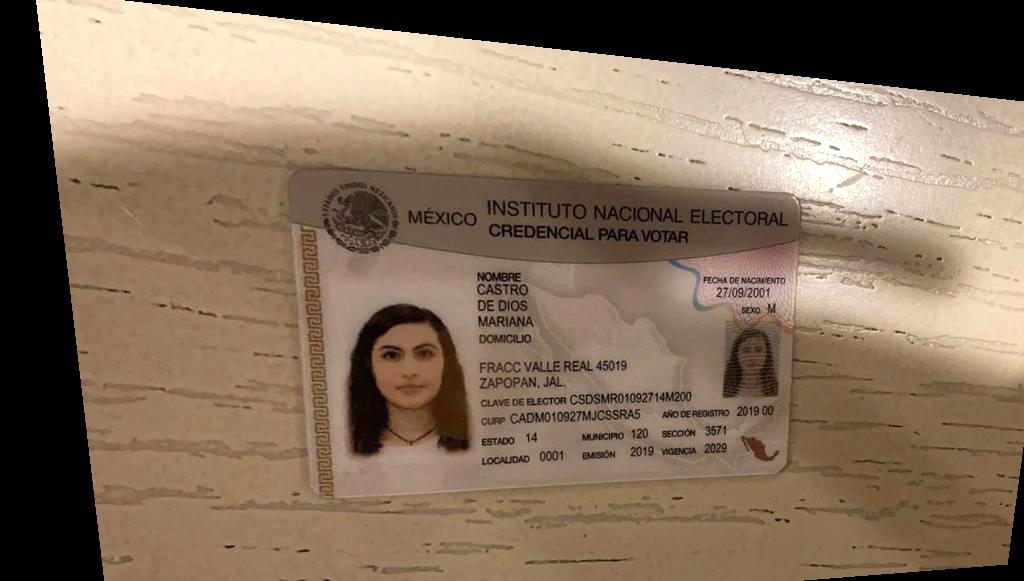 ESTADOS UNIDOS MEXICANOS
MÉXICO INSTITUTO NACIONAL ELECTORAL
CREDENCIAL PARA VOTAR
NOMBRE
CASTRO
DE DIOS
MARIANA
FECHA DE NACIMIENTO
27/09/2001
SEXO M
DOMICILIO
FRACC VALLE REAL 45019
ZAPOPAN, JAL.
CLAVE DE ELECTOR CSDSMR01092714M200
CURP CADM010927MJCSSRA5 AÑO DE REGISTRO 2019 00
ESTADO 14 MUNICIPIO 120 SECCIÓN 3571
LOCALIDAD 0001 EMISIÓN 2019 VIGENCIA 2029